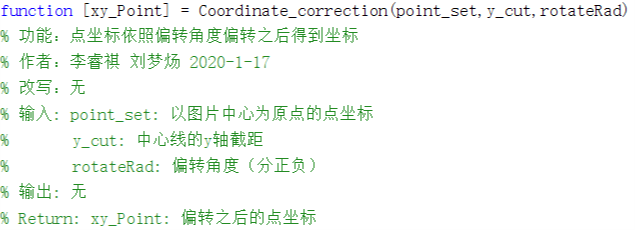 function [xy_Point] = Coordinate_correction(point_set,y_cut,rotateRad)
% 功能：点坐标依照偏转角度偏转之后得到坐标
% 作者：李睿祺 刘梦炀 2020-1-17
% 改写：无
% 输入: point_set: 以图片中心为原点的点坐标
% y_cut: 中心线的y轴截距
% rotateRad: 偏转角度（分正负）
% 输出: 无
% Return: xy_Point: 偏转之后的点坐标